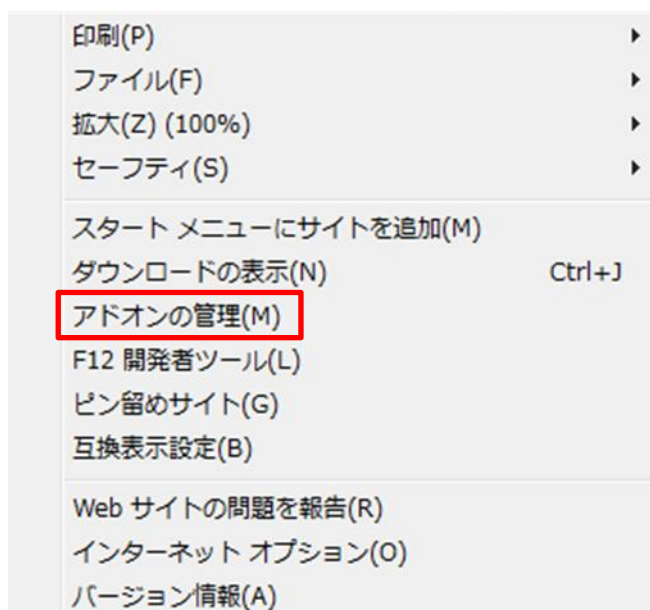 印刷(P)
ファイル(F)
拡大(Z) (100%)
セーフティ(S)
スタート メニューにサイトを追加(M)
ダウンロードの表示(N) Ctrl+J
アドオンの管理(M)
F12 開発者ツール(L)
ピン留めサイト(G)
互換表示設定(B)
Web サイトの問題を報告(R)
インターネット オプション(O)
バージョン情報(A)